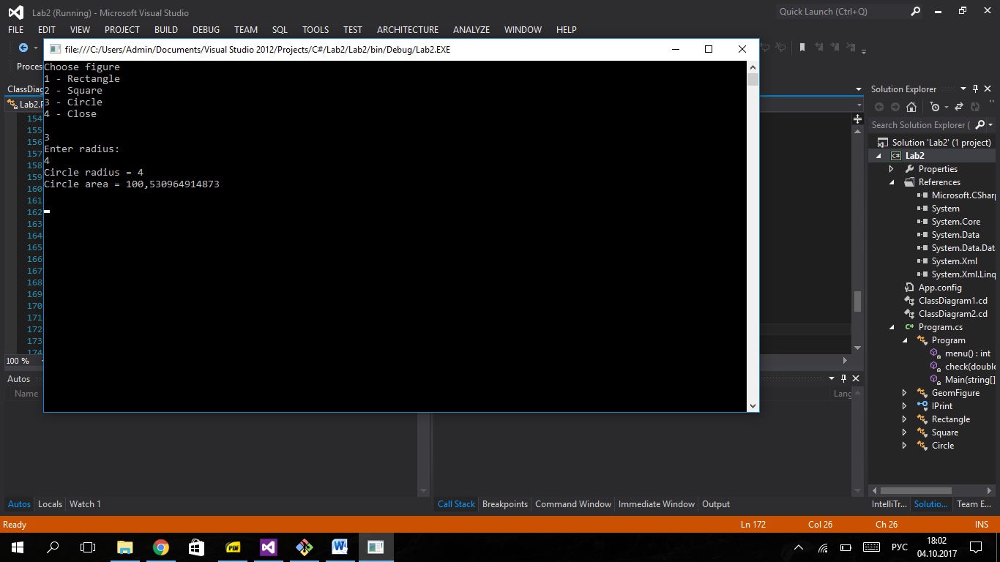 Lab2 (Running) - Microsoft Visual Studio
Quick Launch (Ctrl+Q)
FILE EDIT VIEW PROJECT BUILD DEBUG TEAM SQL TOOLS TEST ARCHITECTURE ANALYZE WINDOW HELP
file:///C:/Users/Admin/Documents/Visual Studio 2012/Projects/C#/Lab2/Lab2/bin/Debug/Lab2.EXE
Choose figure
1 - Rectangle
2 - Square
3 - Circle
4 - Close
3
Enter radius:
4
Circle radius = 4
Circle area = 100,530964914873
Proces
ClassDiag
Lab2.P
154
155
156
157
158
159
160
161
162
163
164
165
166
167
168
169
170
171
172
173
174
100 %
Solution Explorer
Search Solution Explorer (
Solution 'Lab2' (1 project)
C# Lab2
Properties
References
Microsoft.CSharp
System
System.Core
System.Data
System.Data.Dat
System.Xml
System.Xml.Linq
App.config
ClassDiagram1.cd
ClassDiagram2.cd
C# Program.cs
Program
menu() : int
check(double
Main(string[]
GeomFigure
IPrint
Rectangle
Square
Circle
IntelliTr... Solutio... Team E...
Autos
Name
Lang
Autos Locals Watch 1
Call Stack Breakpoints Command Window Immediate Window Output
Ready
Ln 172 Col 26 Ch 26 INS
PDF
W
РУС
18:02
04.10.2017